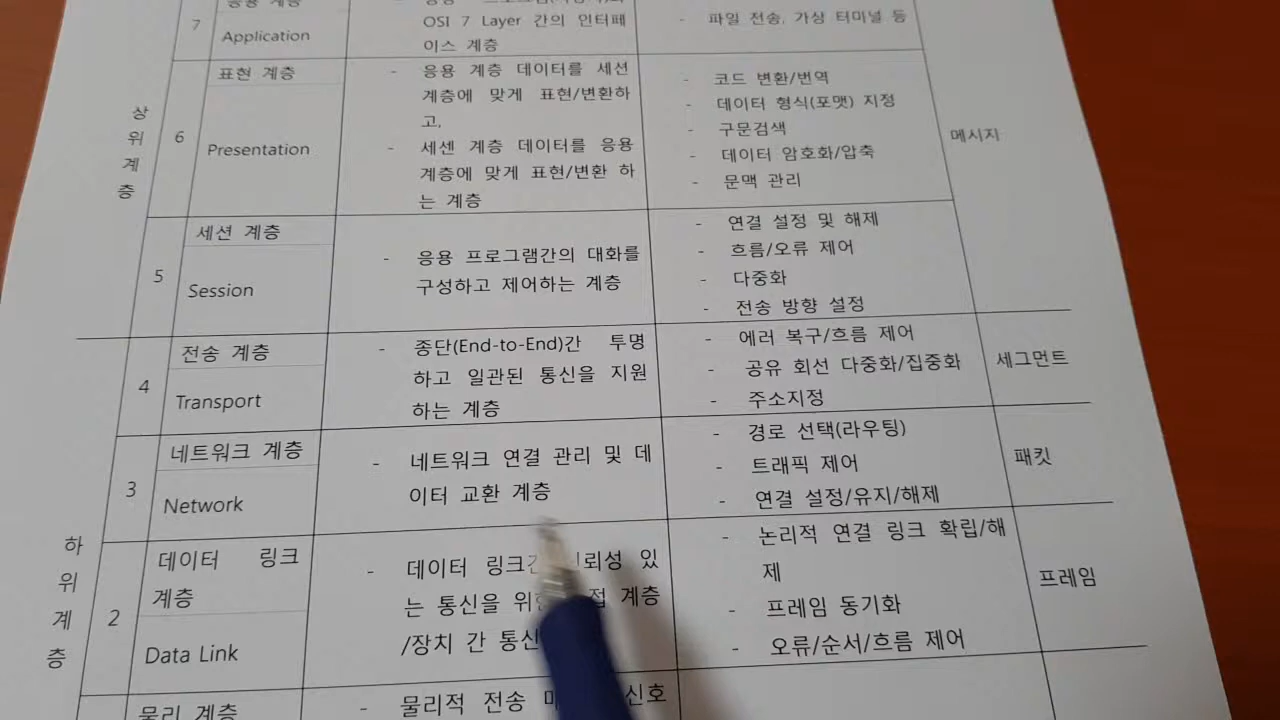 7
Application
OSI 7 Layer 간의 인터페
이스 계층
- 파일 전송, 가상 터미널 등
상
위
계
층
6
표현 계층
Presentation
- 응용 계층 데이터를 세션
계층에 맞게 표현/변환하
고,
- 세센 계층 데이터를 응용
계층에 맞게 표현/변환 하
는 계층
- 코드 변환/번역
- 데이터 형식(포맷) 지정
- 구문검색
- 데이터 암호화/압축
- 문맥 관리
메시지
5
세션 계층
Session
- 응용 프로그램간의 대화를
구성하고 제어하는 계층
- 연결 설정 및 해제
- 흐름/오류 제어
- 다중화
- 전송 방향 설정
4
전송 계층
Transport
- 종단(End-to-End)간 투명
하고 일관된 통신을 지원
하는 계층
- 에러 복구/흐름 제어
- 공유 회선 다중화/집중화
- 주소지정
세그먼트
하
위
계
층
3
네트워크 계층
Network
- 네트워크 연결 관리 및 데
이터 교환 계층
- 경로 선택(라우팅)
- 트래픽 제어
- 연결 설정/유지/해제
패킷
2
데이터 링크
계층
Data Link
- 데이터 있
는 통신을 계층
/장치 간
- 논리적 연결 링크 확립/해
제
- 프레임 동기화
- 오류/순서/흐름 제어
프레임
물리 계층
- 물리적 전송 신호